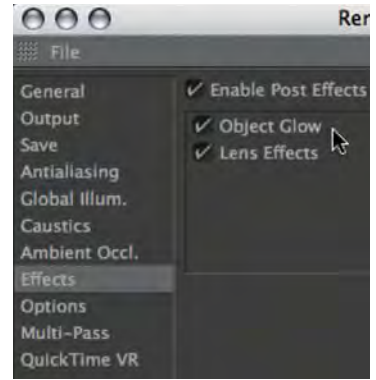 Ren
File
General
Output
Save
Antialiasing
Global Illum.
Caustics
Ambient Occl.
Effects
Options
Multi-Pass
QuickTime VR
Enable Post Effects
Object Glow
Lens Effects